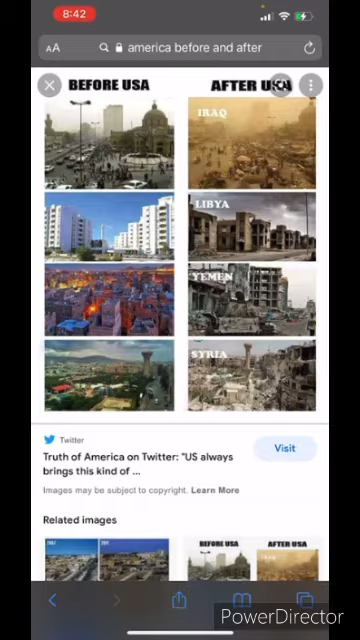 8:42
AA america before and after
BEFORE USA AFTER USA
IRAQ
LIBYA
YEMEN
SYRIA
Twitter
Truth of America on Twitter: "US always
brings this kind of ...
Visit
Images may be subject to copyright. Learn More
Related images
BEFORE USA AFTER USA
PowerDirector